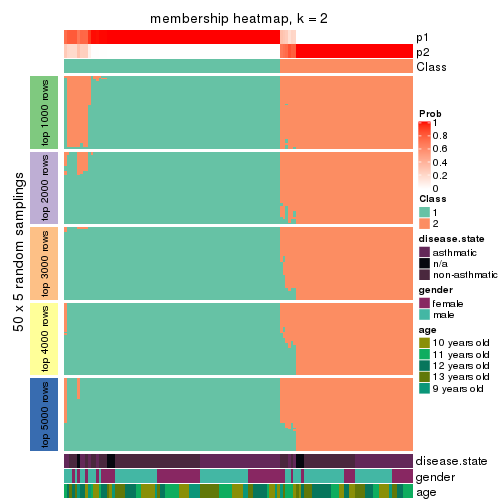 membership heatmap, k = 2
p1
p2
Class
50 x 5 random samplings
top 1000 rows
top 2000 rows
top 3000 rows
top 4000 rows
top 5000 rows
disease.state
gender
age
Prob
1
0.8
0.6
0.4
0.2
0
Class
1
2
disease.state
asthmatic
n/a
non-asthmatic
gender
female
male
age
10 years old
11 years old
12 years old
13 years old
9 years old